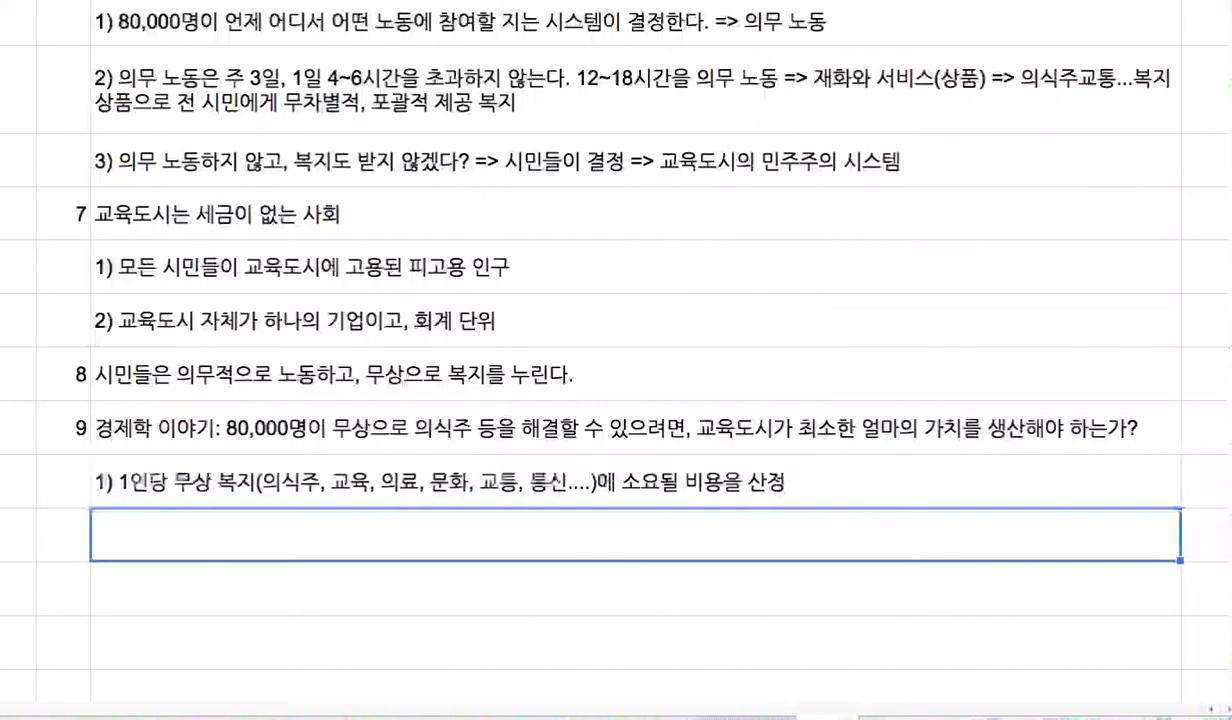 1) 80,000명이 언제 어디서 어떤 노동에 참여할 지는 시스템이 결정한다. => 의무 노동
2) 의무 노동은 주 3일, 1일 4~6시간을 초과하지 않는다. 12~18시간을 의무 노동 => 재화와 서비스(상품) => 의식주교통...복지
상품으로 전 시민에게 무차별적, 포괄적 제공 복지
3) 의무 노동하지 않고, 복지도 받지 않겠다? => 시민들이 결정 => 교육도시의 민주주의 시스템
7 교육도시는 세금이 없는 사회
1) 모든 시민들이 교육도시에 고용된 피고용 인구
2) 교육도시 자체가 하나의 기업이고, 회계 단위
8 시민들은 의무적으로 노동하고, 무상으로 복지를 누린다.
9 경제학 이야기: 80,000명이 무상으로 의식주 등을 해결할 수 있으려면, 교육도시가 최소한 얼마의 가치를 생산해야 하는가?
1) 1인당 무상 복지(의식주, 교육, 의료, 문화, 교통, 통신....)에 소요될 비용을 산정